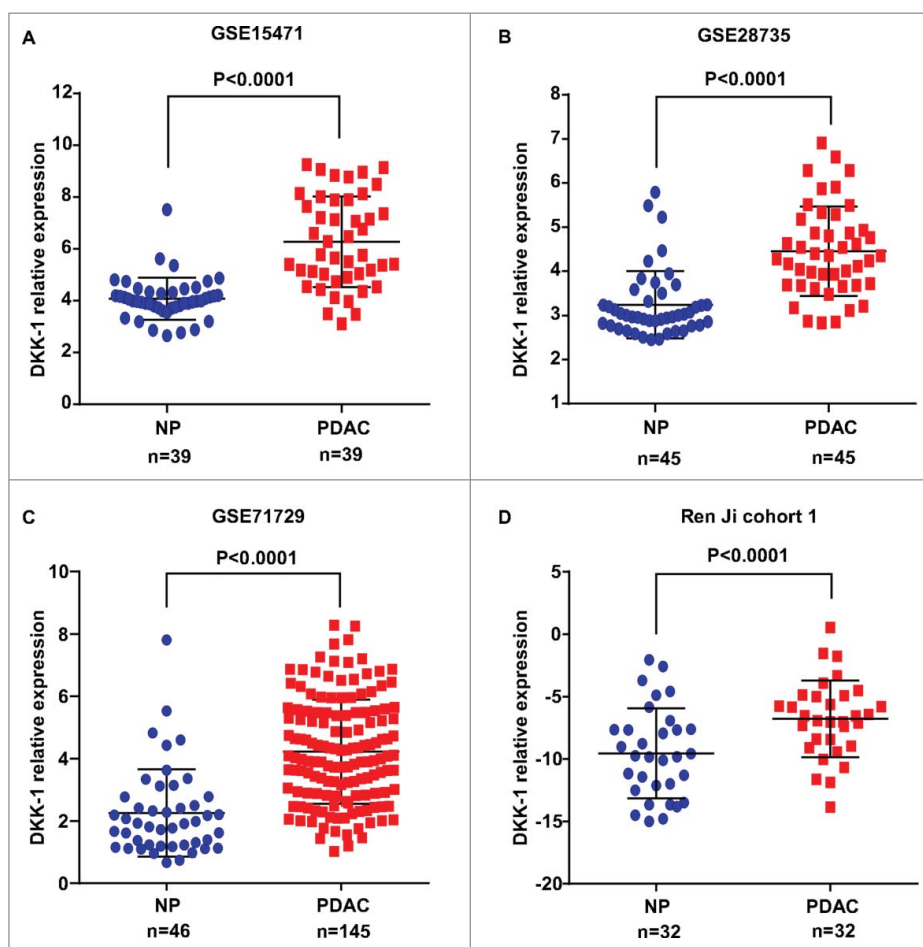 A
GSE15471
P<0.0001
DKK-1 relative expression
12
10
8
6
4
2
0
NP
PDAC
n=39
n=39
B
GSE28735
P<0.0001
DKK-1 relative expression
8
7
6
5
4
3
2
1
NP
PDAC
n=45
n=45
C
GSE71729
P<0.0001
DKK-1 relative expression
10
8
6
4
2
0
NP
PDAC
n=46
n=145
D
Ren Ji cohort 1
P<0.0001
DKK-1 relative expression
5
0
-5
-10
-15
-20
NP
PDAC
n=32
n=32